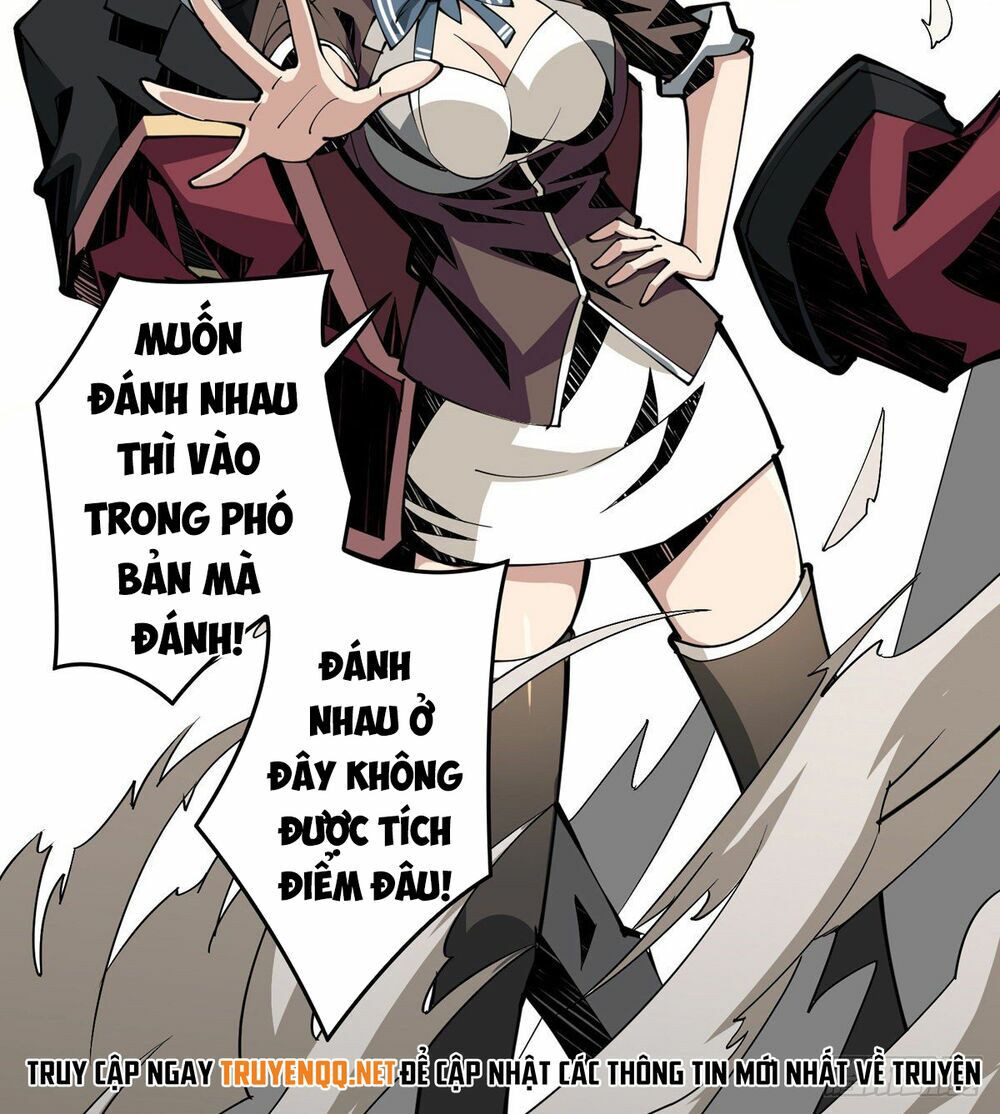 MUỐN
ĐÁNH NHAU
THÌ VÀO
TRONG PHÓ
BẢN MÀ
ĐÁNH!
ĐÁNH
NHAU Ở
ĐÂY KHÔNG
ĐƯỢC TÍCH
ĐIỂM ĐÂU!
TRUY CẬP NGAY TRUYENQQ.NET ĐỂ CẬP NHẬT CÁC THÔNG TIN MỚI NHẤT VỀ TRUYỆN